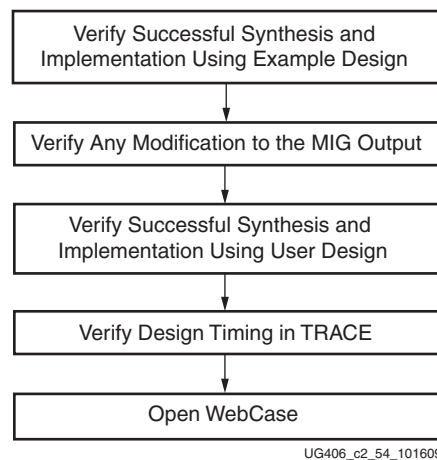 Verify Successful Synthesis and
Implementation Using Example Design
Verify Any Modification to the MIG Output
Verify Successful Synthesis and
Implementation Using User Design
Verify Design Timing in TRACE
Open WebCase
UG406_c2_54_101609